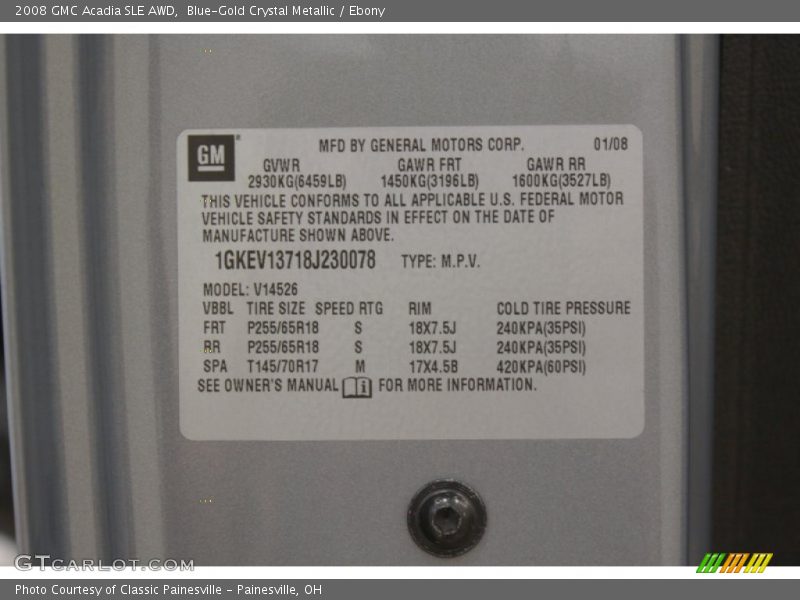 2008 GMC Acadia SLE AWD, Blue-Gold Crystal Metallic / Ebony
GM
MFD BY GENERAL MOTORS CORP. 01/08
GVWR GAWR FRT GAWR RR
2930KG(6459LB) 1450KG(3196LB) 1600KG(3527LB)
THIS VEHICLE CONFORMS TO ALL APPLICABLE U.S. FEDERAL MOTOR
VEHICLE SAFETY STANDARDS IN EFFECT ON THE DATE OF
MANUFACTURE SHOWN ABOVE.
1GKEV13718J230078 TYPE: M.P.V.
MODEL: V14526
VBBL TIRE SIZE SPEED RTG RIM COLD TIRE PRESSURE
FRT P255/65R18 S 18X7.5J 240KPA(35PSI)
RR P255/65R18 S 18X7.5J 240KPA(35PSI)
SPA T145/70R17 M 17X4.5B 420KPA(60PSI)
SEE OWNER'S MANUAL i FOR MORE INFORMATION.
GTCARLOT.COM
Photo Courtesy of Classic Painesville - Painesville, OH